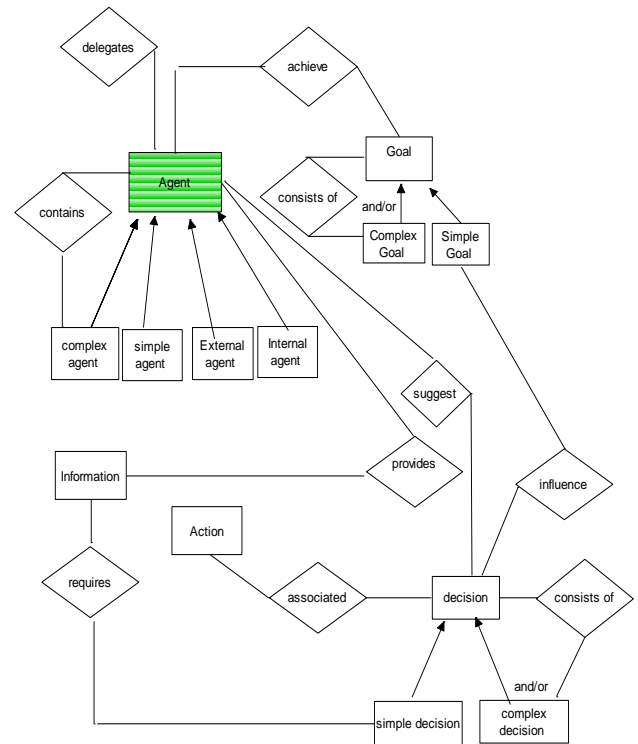 delegates
achieve
Goal
Agent
consists of
contains
and/or
Complex
Goal
Simple
Goal
complex
agent
simple
agent
External
agent
Internal
agent
suggest
Information
provides
influence
Action
requires
associated
decision
consists of
and/or
simple decision
complex
decision